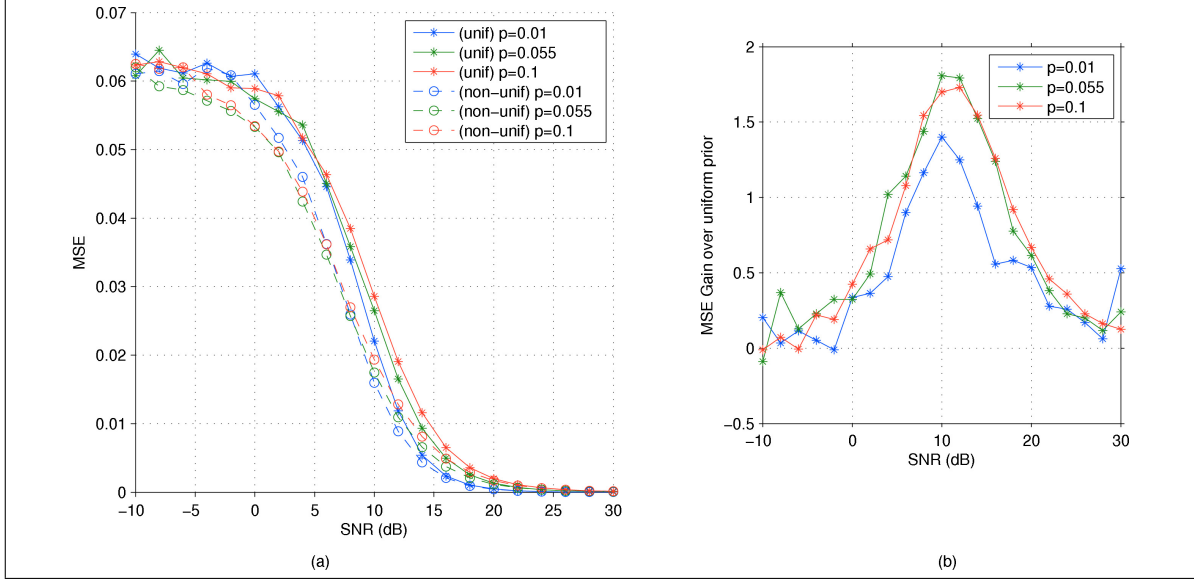 0.07
0.06
0.05
0.04
0.03
0.02
0.01
0
MSE
−10
−5
0
5
10
15
20
25
30
SNR (dB)
(unif) p=0.01
(unif) p=0.055
(unif) p=0.1
(non−unif) p=0.01
(non−unif) p=0.055
(non−unif) p=0.1
(a)
2
1.5
1
0.5
0
−0.5
MSE Gain over uniform prior
−10
0
10
20
30
SNR (dB)
p=0.01
p=0.055
p=0.1
(b)